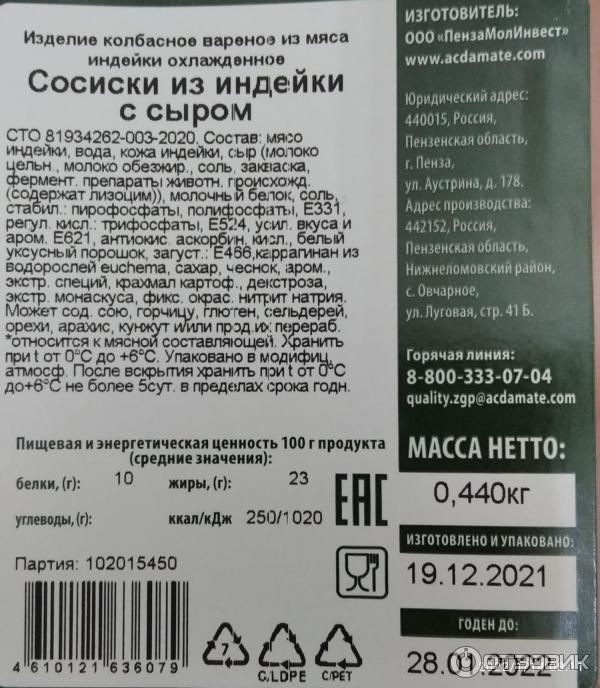 Изделие колбасное вареное из мяса
индейки охлажденное
Сосиски из индейки
с сыром
СТО 81934262-003-2020. Состав: мясо
индейки, вода, кожа индейки, сыр (молоко
цельн., молоко обезжир., соль, закваска,
фермент. препараты животн. происхожд.
(содержат лизоцим)), молочный белок, соль,
стабил.: пирофосфаты, полифосфаты, Е331,
регул. кисл.: трифосфаты, Е524, усил. вкуса и
аром. Е621, антиокис. аскорбин. кисл., белый
уксусный порошок, загуст.: Е466,каррагинан из
водорослей euchema, сахар, чеснок, аром.,
экстр. специй, крахмал картоф., декстроза,
экстр. монаскуса, фикс. окрас. нитрит натрия.
Может сод. сою, горчицу, глютен, сельдерей,
орехи, арахис, кунжут и/или прод.их перераб.
*относится к мясной составляющей. Хранить
при t от 0°С до +6°С. Упаковано в модифиц.
атмосф. После вскрытия хранить при t от 0°С
до+6°С не более 5сут. в пределах срока годн.
Пищевая и энергетическая ценность 100 г продукта
(средние значения):
белки, (г): 10 жиры, (г): 23
углеводы, (г): ккал/кДж 250/1020
EAC
Партия: 102015450
4 610121 636079
7
C/LDPE
C/PET
ИЗГОТОВИТЕЛЬ:
ООО «ПензаМолИнвест»
www.acdamate.com
Юридический адрес:
440015, Россия,
Пензенская область,
г. Пенза,
ул. Аустрина, д. 178.
Адрес производства:
442152, Россия,
Пензенская область,
Нижнеломовский район,
с. Овчарное,
ул. Луговая, стр. 41 Б.
Горячая линия:
8-800-333-07-04
quality.zgp@acdamate.com
МАССА НЕТТО:
0,440кг
ИЗГОТОВЛЕНО И УПАКОВАНО:
19.12.2021
ГОДЕН ДО:
28.01.2022
ОТЗОВИК